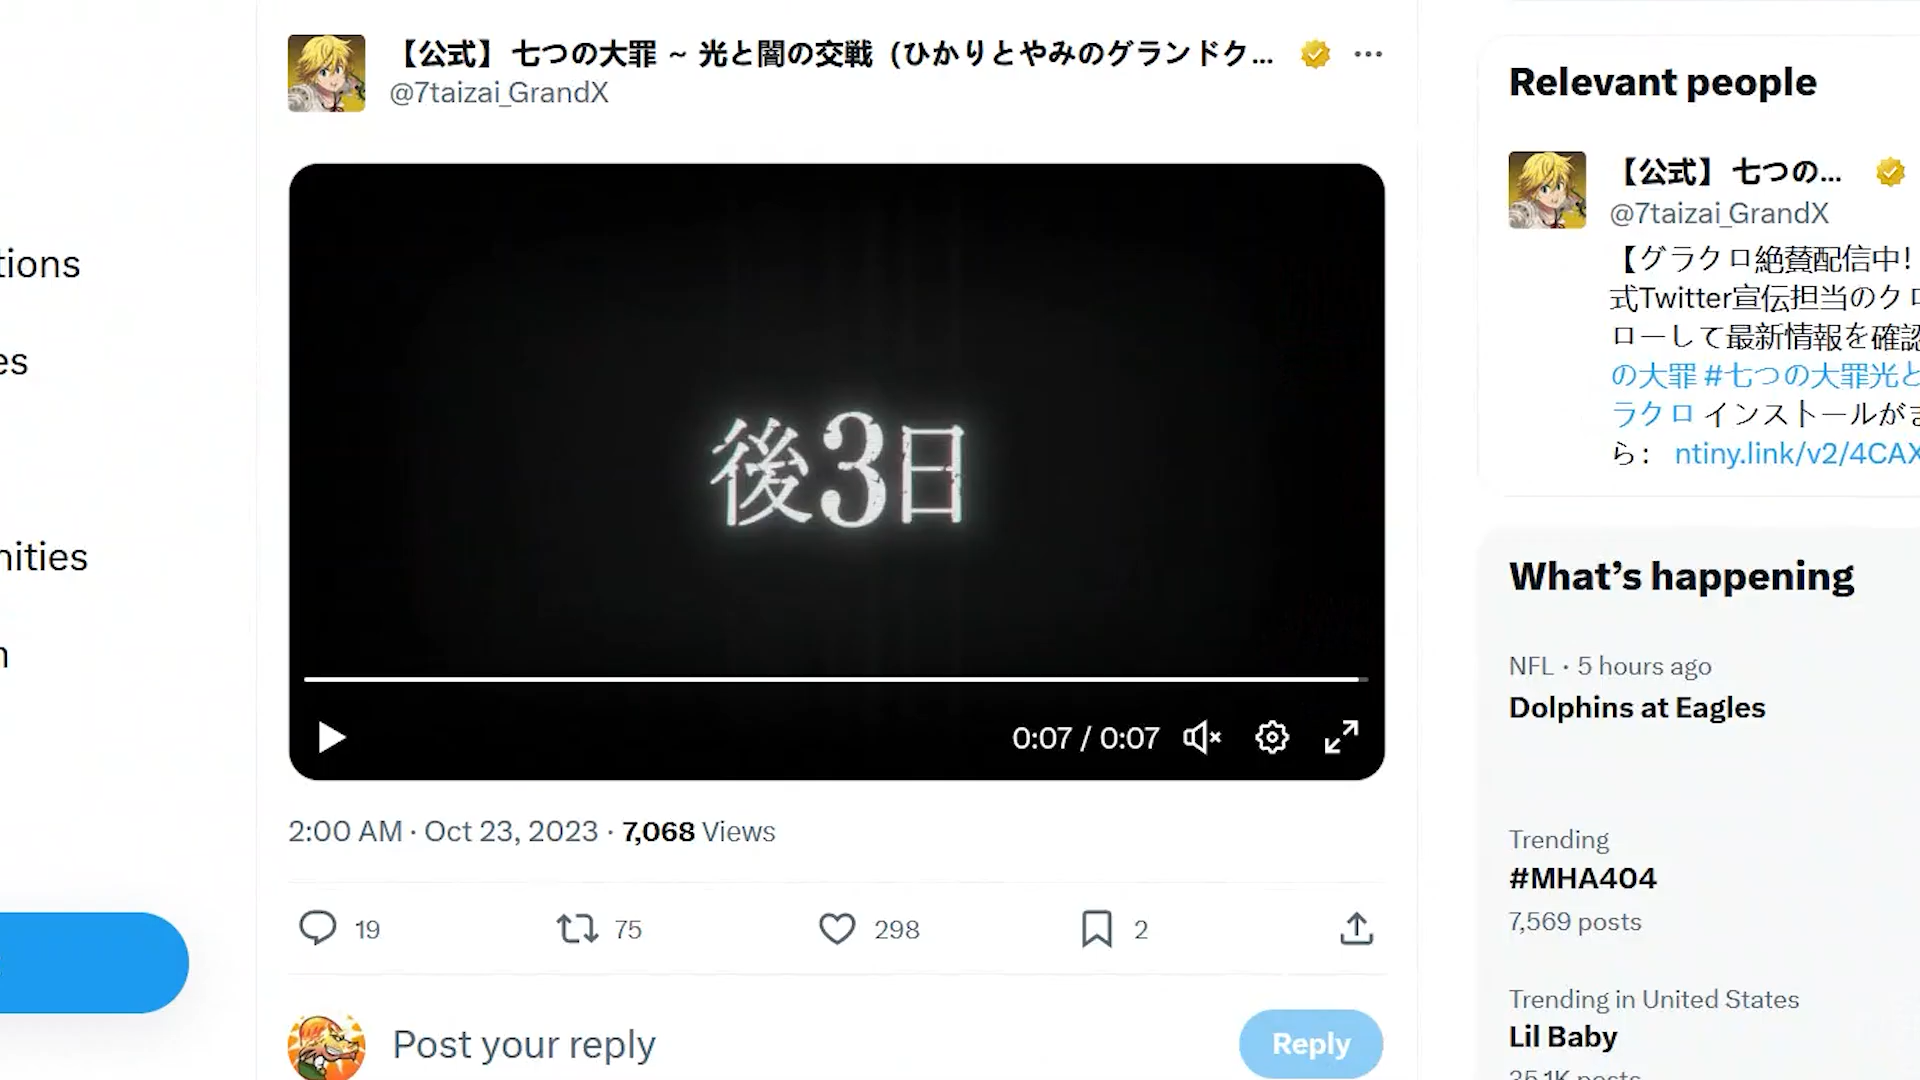 【公式】七つの大罪 ~ 光と闇の交戦（ひかりとやみのグランドク...
@7taizai_GrandX
後3日
0:07 / 0:07
2:00 AM · Oct 23, 2023 · 7,068 Views
19
75
298
2
Post your reply
Reply
tions
es
nities
Relevant people
【公式】七つの...
@7taizai_GrandX
【グラクロ絶賛配信中!
式Twitter宣伝担当のク
ローして最新情報を確認
の大罪 #七つの大罪光と
ラクロ インストールがま
ら： ntiny.link/v2/4CAX
What's happening
NFL · 5 hours ago
Dolphins at Eagles
Trending
#MHA404
7,569 posts
Trending in United States
Lil Baby
35.1K posts